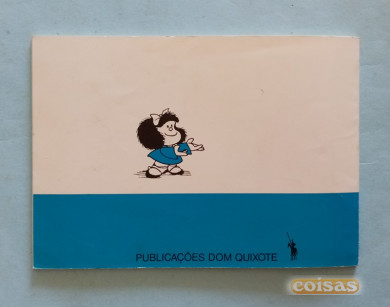 PUBLICAÇÕES DOM QUIXOTE
coisas